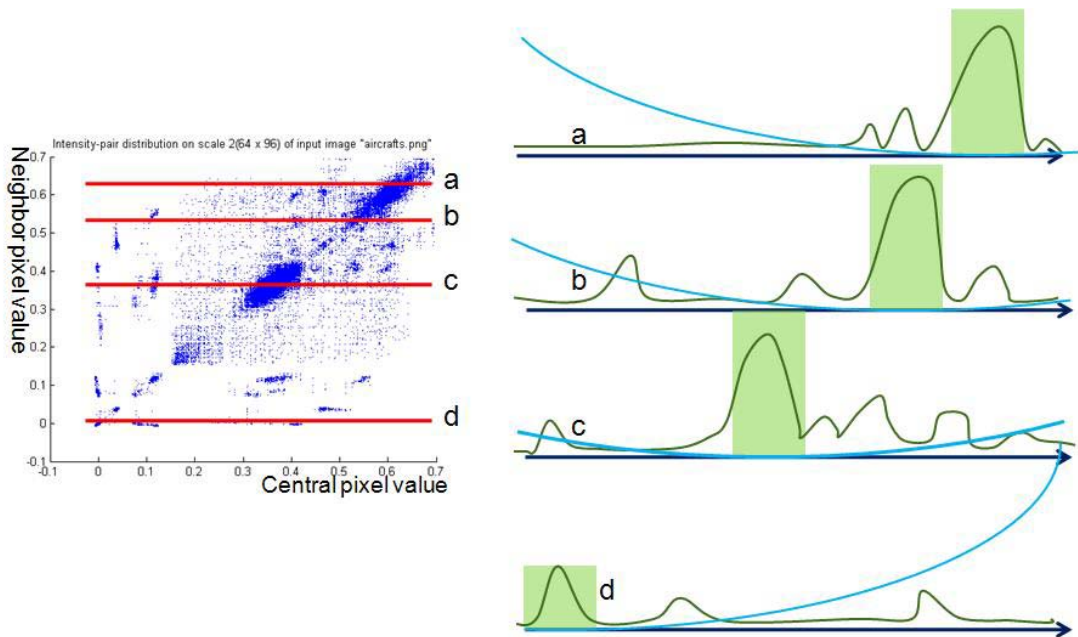 Intensity-pair distribution on scale 2(64 x 96) of input image "aircrafts.png"
Neighbor pixel value
0.7
0.6
0.5
0.4
0.3
0.2
0.1
0
-0.1
-0.1 0 0.1 0.2 0.3 0.4 0.5 0.6 0.7
Central pixel value
a
b
c
d
a
b
c
d